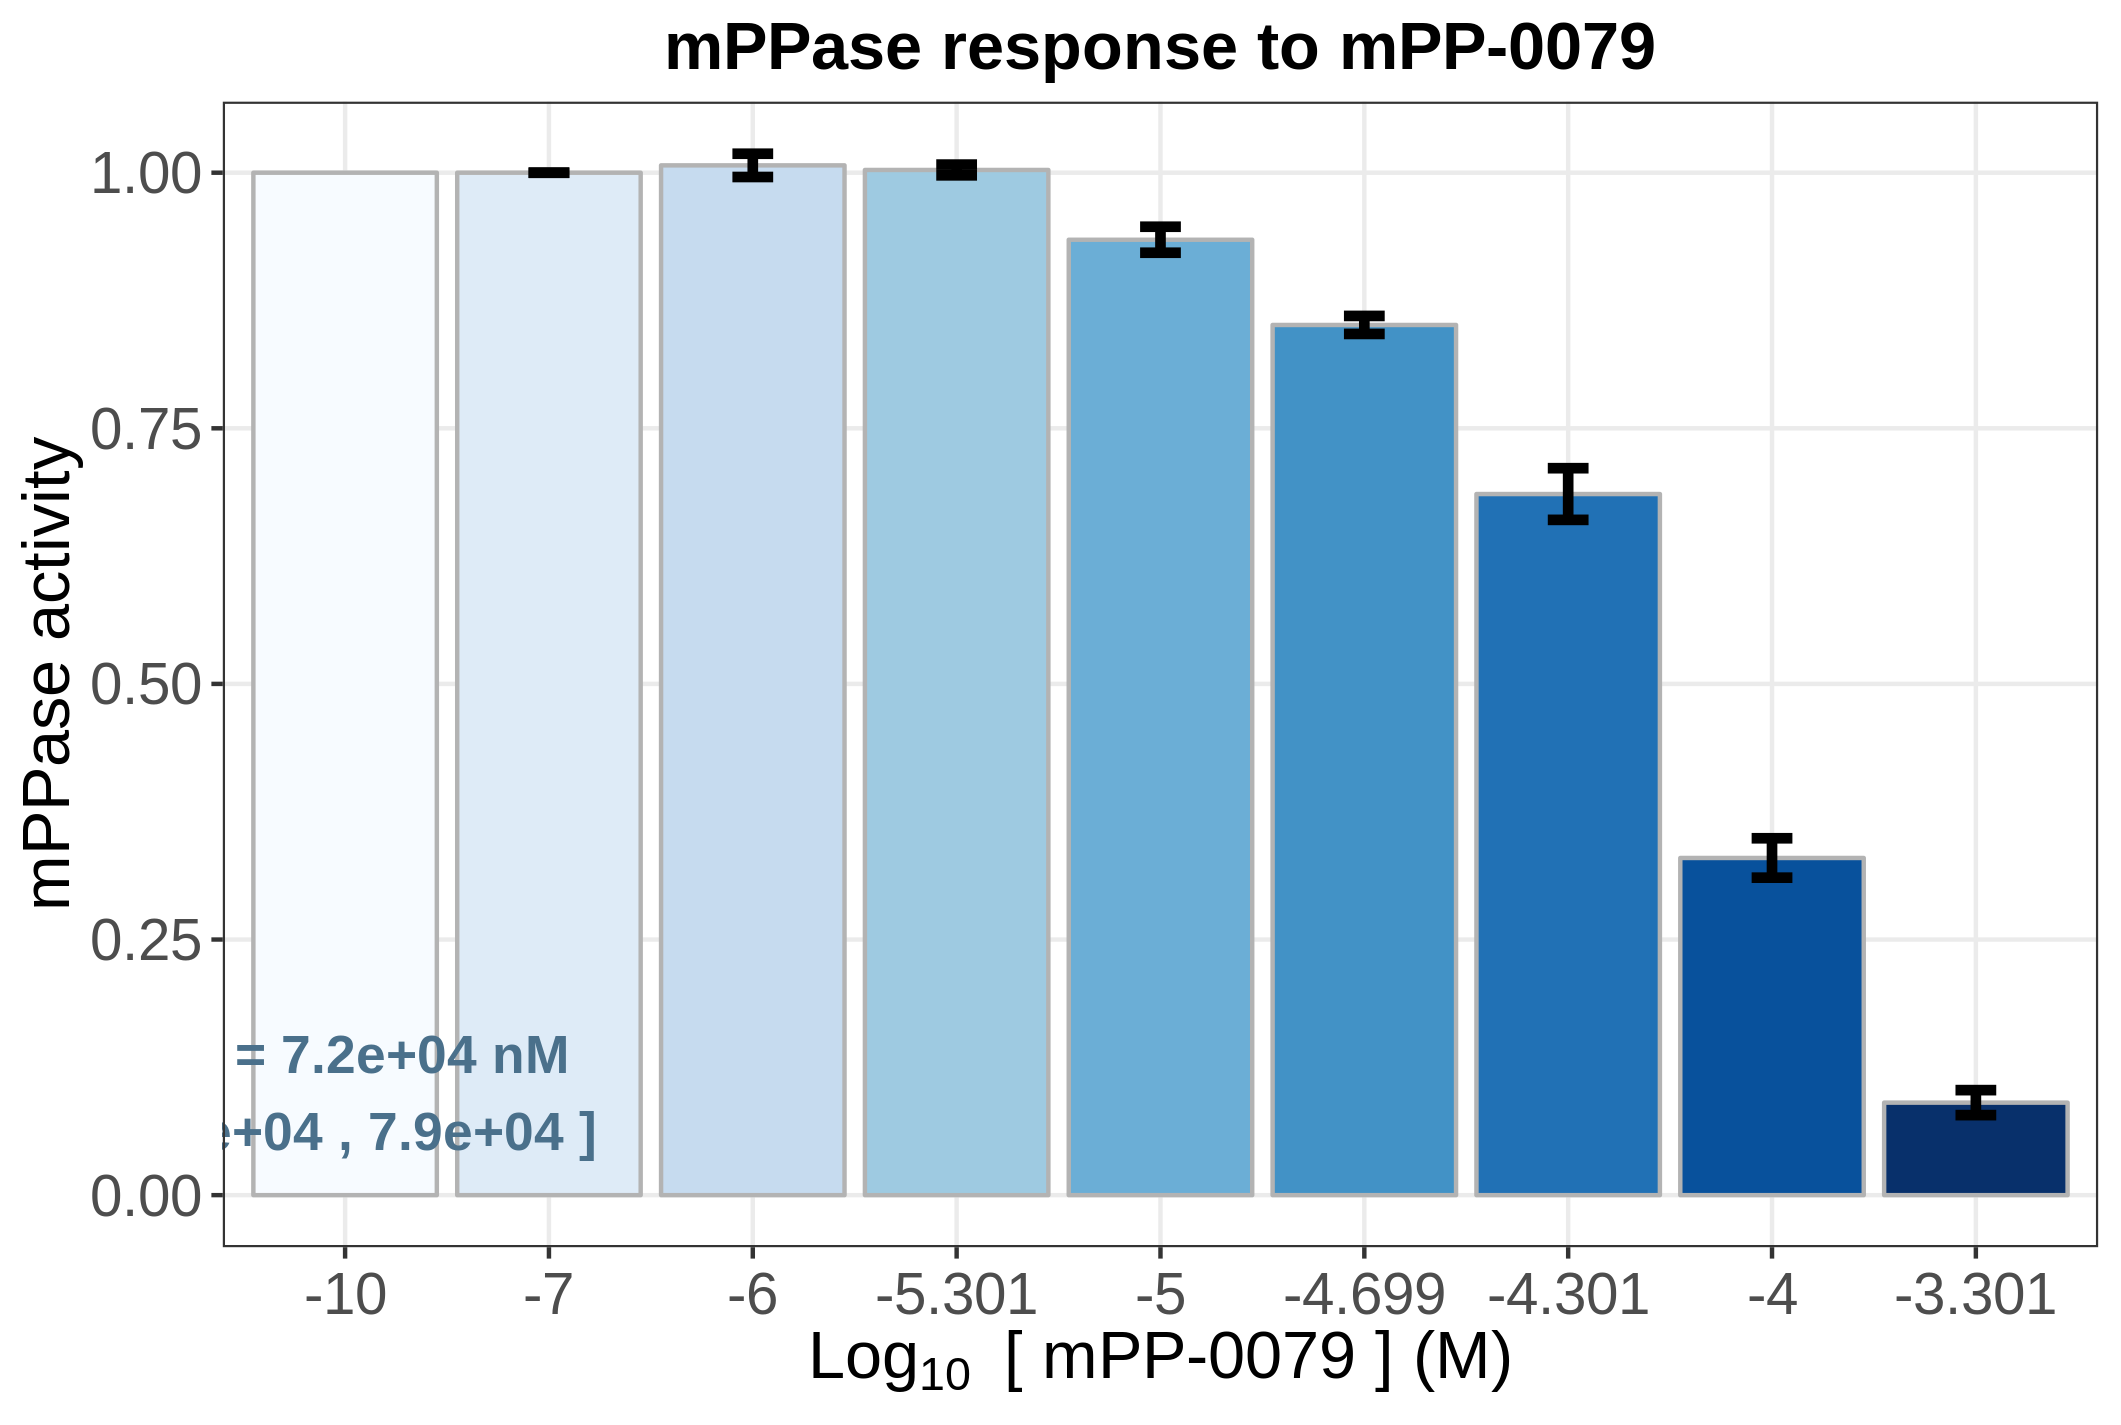 mPPase response to mPP-0079
mPPase activity
1.00
0.75
0.50
0.25
0.00
= 7.2e+04 nM
e+04 , 7.9e+04 ]
-10 -7 -6 -5.301 -5 -4.699 -4.301 -4 -3.301
Log₁₀ [ mPP-0079 ] (M)